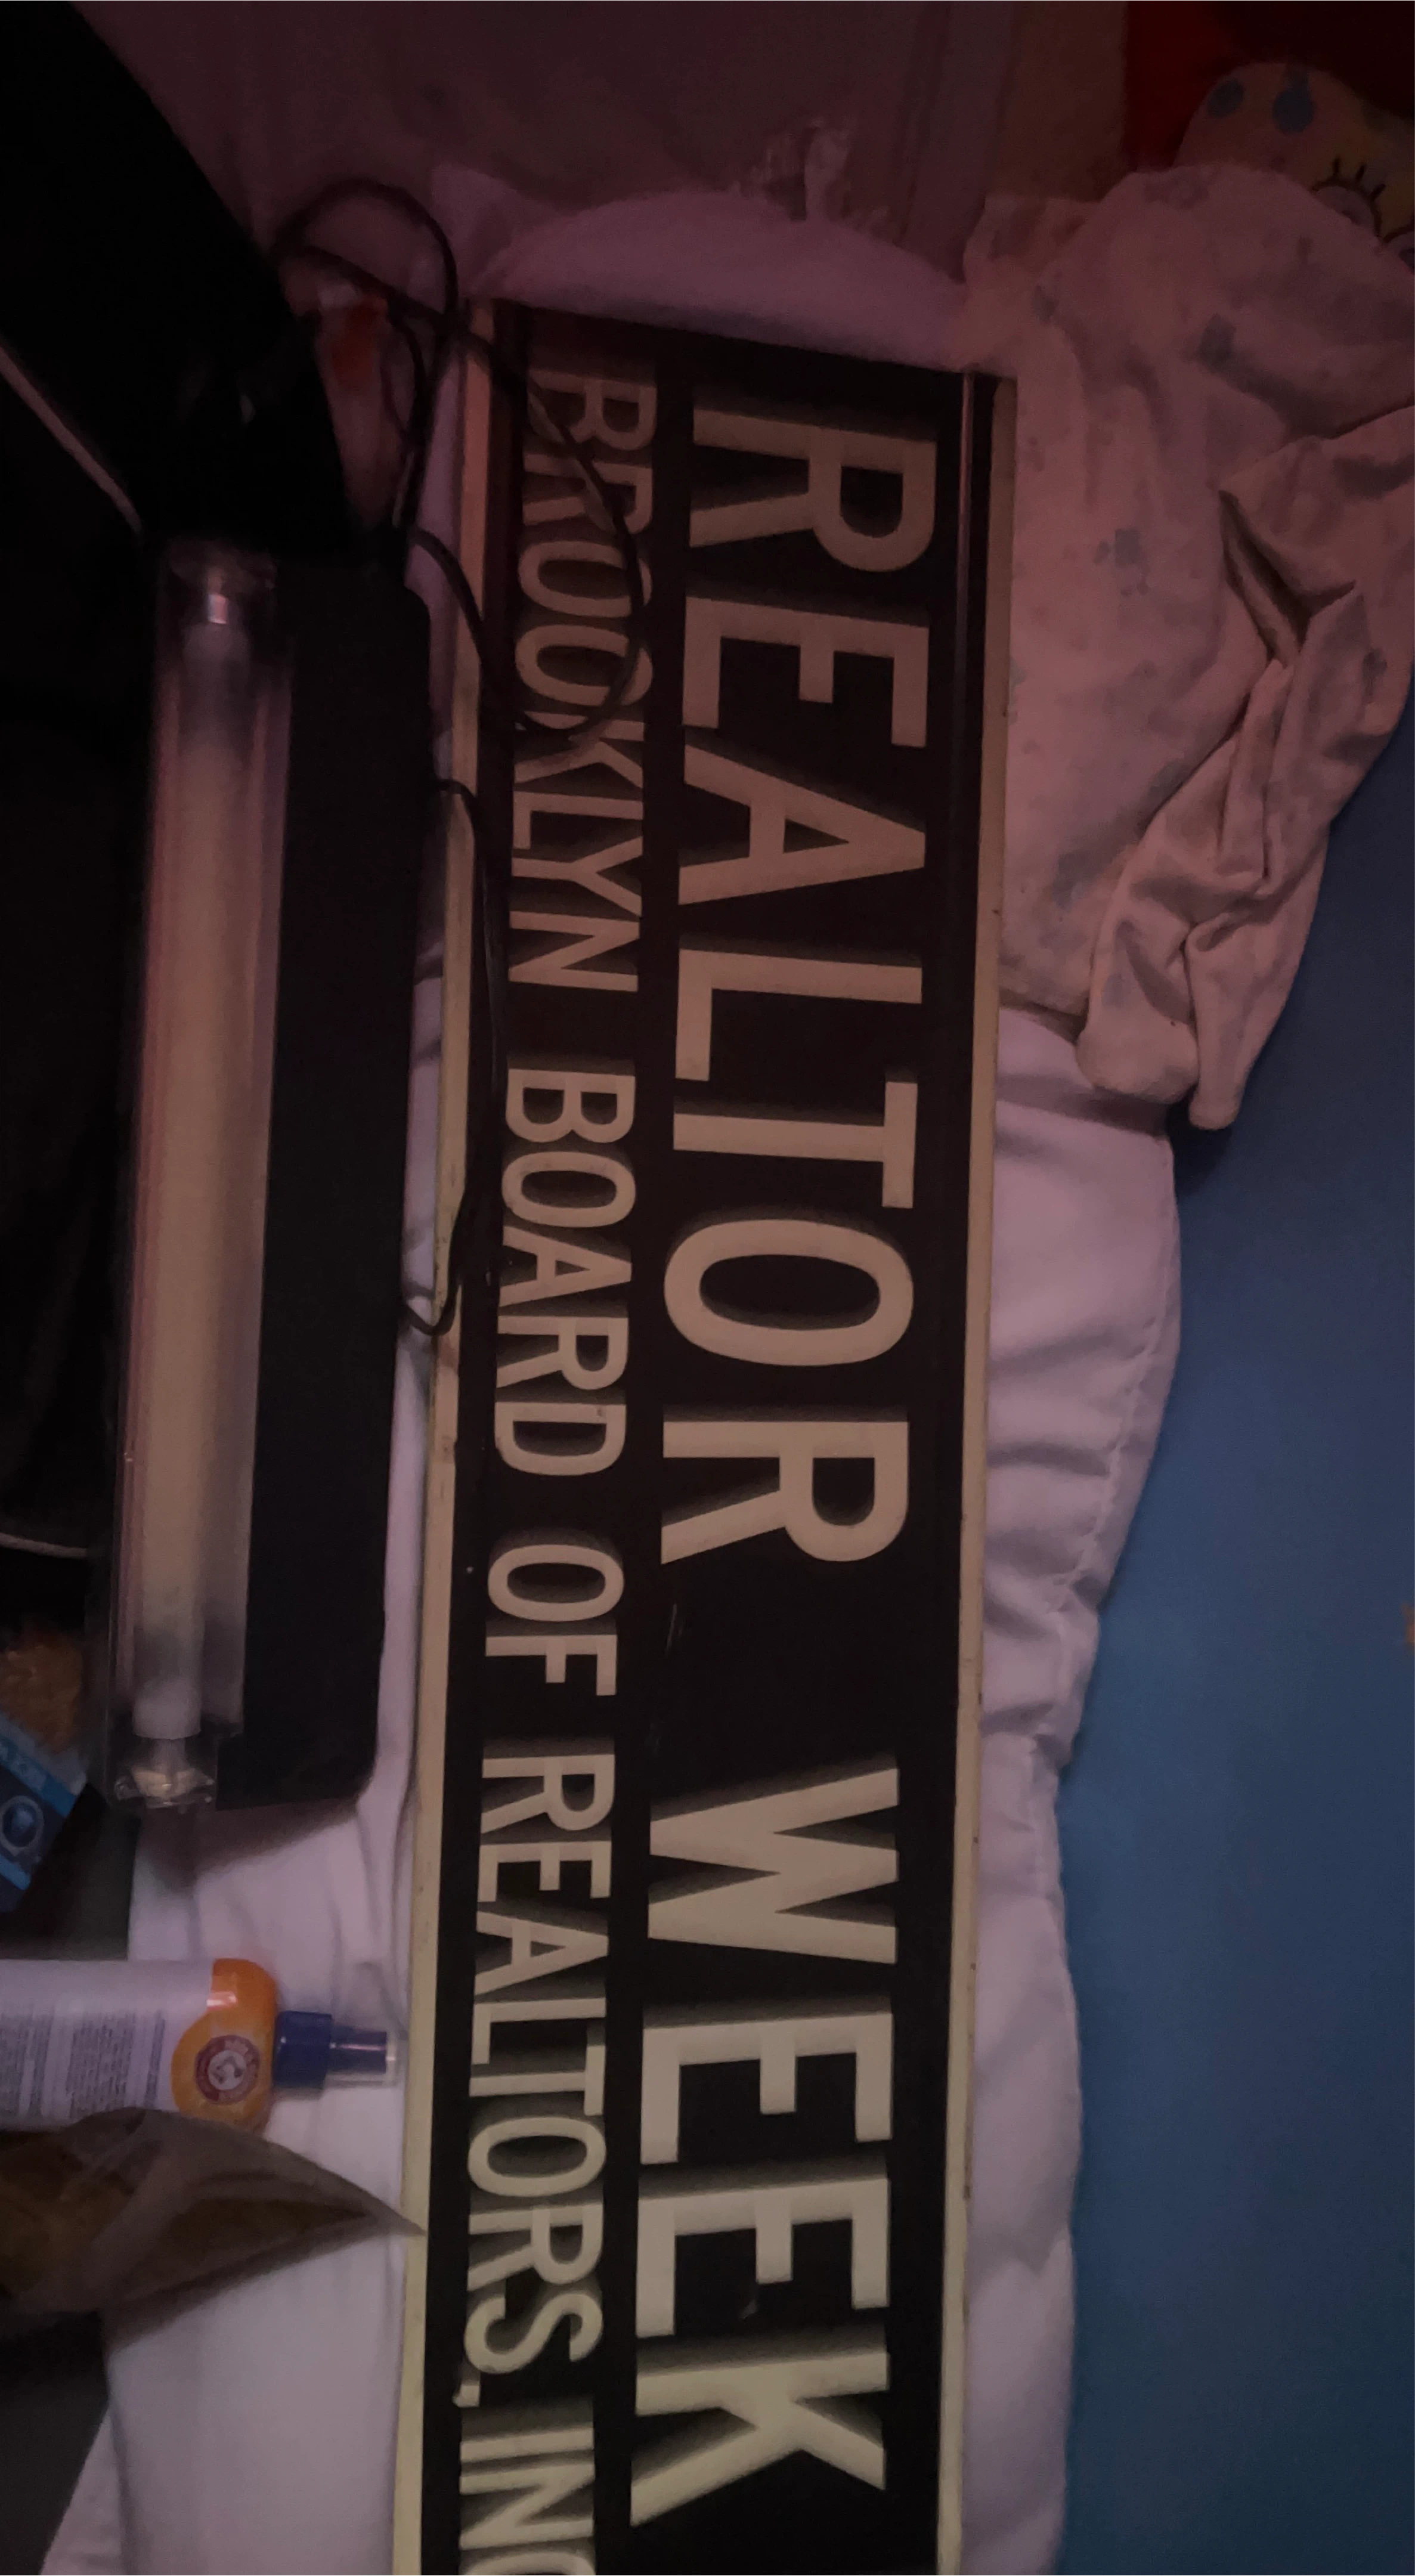 REALTOR WEEK
BROOKLYN BOARD OF REALTORS, INC